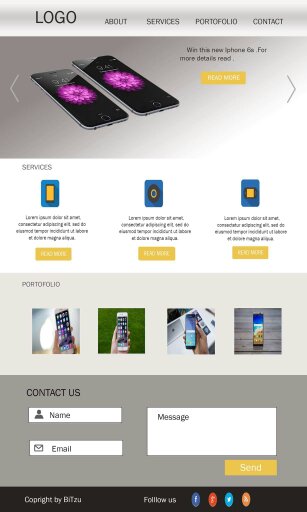 LOGO
ABOUT SERVICES PORTOFOLIO CONTACT
Win this new Iphone 6s .For
more details read .
READ MORE
SERVICES
Lorem ipsum dolor sit amet,
consectetur adipiscing elit, sed do
eiusmod tempor incididunt ut labore
et dolore magna aliqua.
READ MORE
Lorem ipsum dolor sit amet,
consectetur adipiscing elit, sed do
eiusmod tempor incididunt ut labore
et dolore magna aliqua.
READ MORE
Lorem ipsum dolor sit amet,
consectetur adipiscing elit, sed do
eiusmod tempor incididunt ut labore
et dolore magna aliqua.
READ MORE
PORTOFOLIO
CONTACT US
Name
Email
Message
Send
Copright by BiTzu
Folllow us